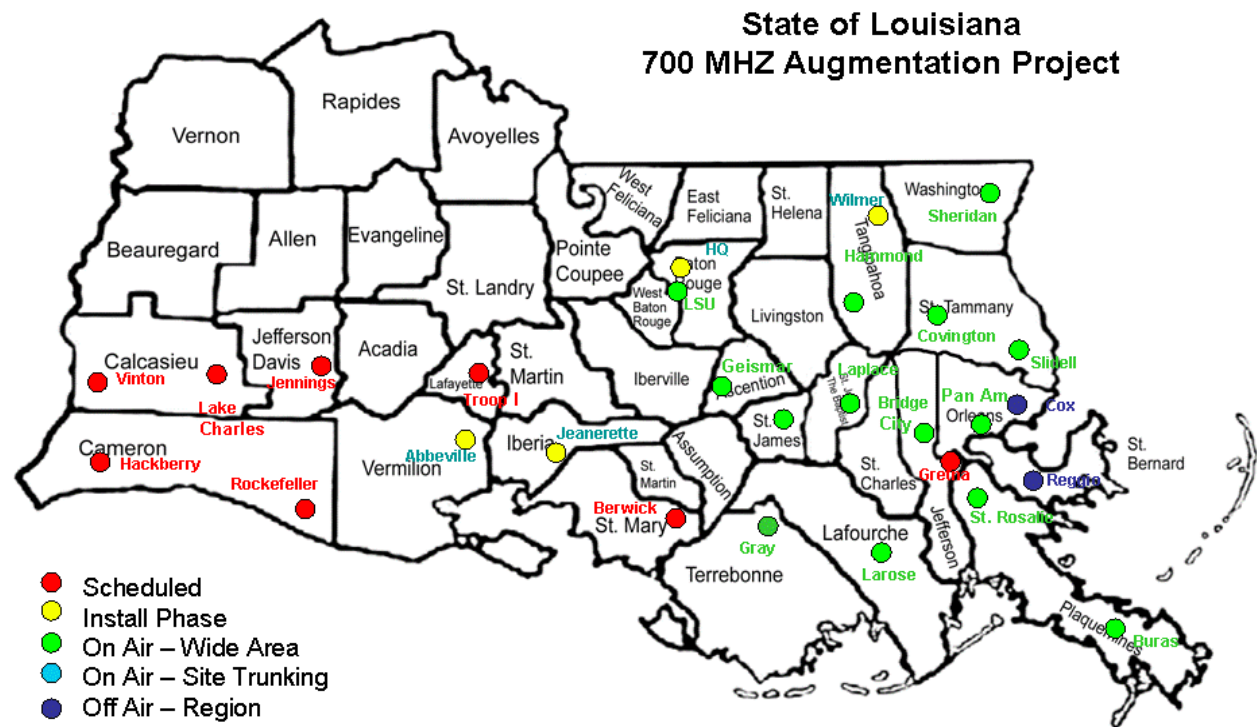 State of Louisiana
700 MHZ Augmentation Project
Vernon
Rapides
Avoyelles
Beauregard
Allen
Evangeline
St. Landry
Pointe
Coupee
West
Feliciana
East
Feliciana
St.
Helena
Wilmer
Tangipahoa
Hammond
Washington
Sheridan
HQ
Baton
Rouge
LSU
West
Baton
Rouge
Livingston
St. Tammany
Covington
Slidell
Calcasieu
Vinton
Lake
Charles
Jefferson
Davis
Jennings
Acadia
Lafayette
Troop I
St.
Martin
Iberville
Geismar
Ascention
Laplace
St. John
The Baptist
Bridge
City
Pan Am
Orleans
Cox
St.
Bernard
Reggio
Cameron
Hackberry
Rockefeller
Vermilion
Abbeville
Iberia
Jeanerette
St.
Martin
Berwick
St. Mary
Assumption
St.
James
St.
Charles
Gretna
Jefferson
St. Rosalie
Gray
Terrebonne
Lafourche
Larose
Plaquemines
Buras
Scheduled
Install Phase
On Air – Wide Area
On Air – Site Trunking
Off Air – Region